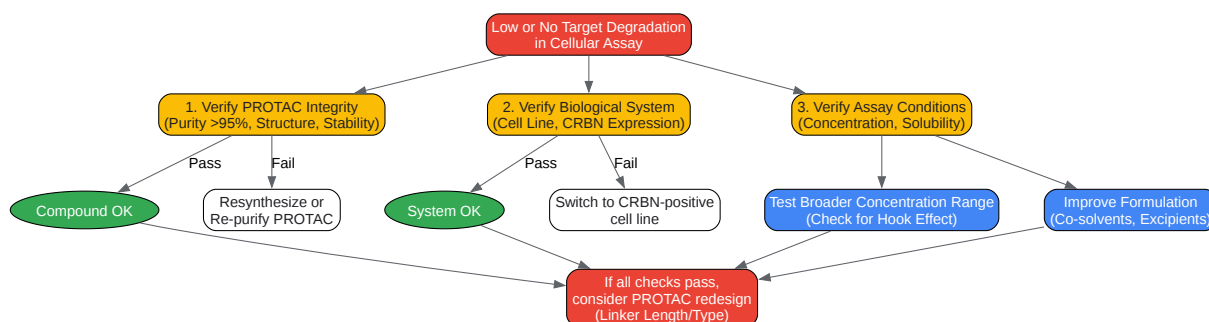 Low or No Target Degradation
in Cellular Assay
1. Verify PROTAC Integrity
(Purity >95%, Structure, Stability)
2. Verify Biological System
(Cell Line, CRBN Expression)
3. Verify Assay Conditions
(Concentration, Solubility)
Pass
Fail
Pass
Fail
Compound OK
Resynthesize or
Re-purify PROTAC
System OK
Switch to CRBN-positive
cell line
Test Broader Concentration Range
(Check for Hook Effect)
Improve Formulation
(Co-solvents, Excipients)
If all checks pass,
consider PROTAC redesign
(Linker Length/Type)